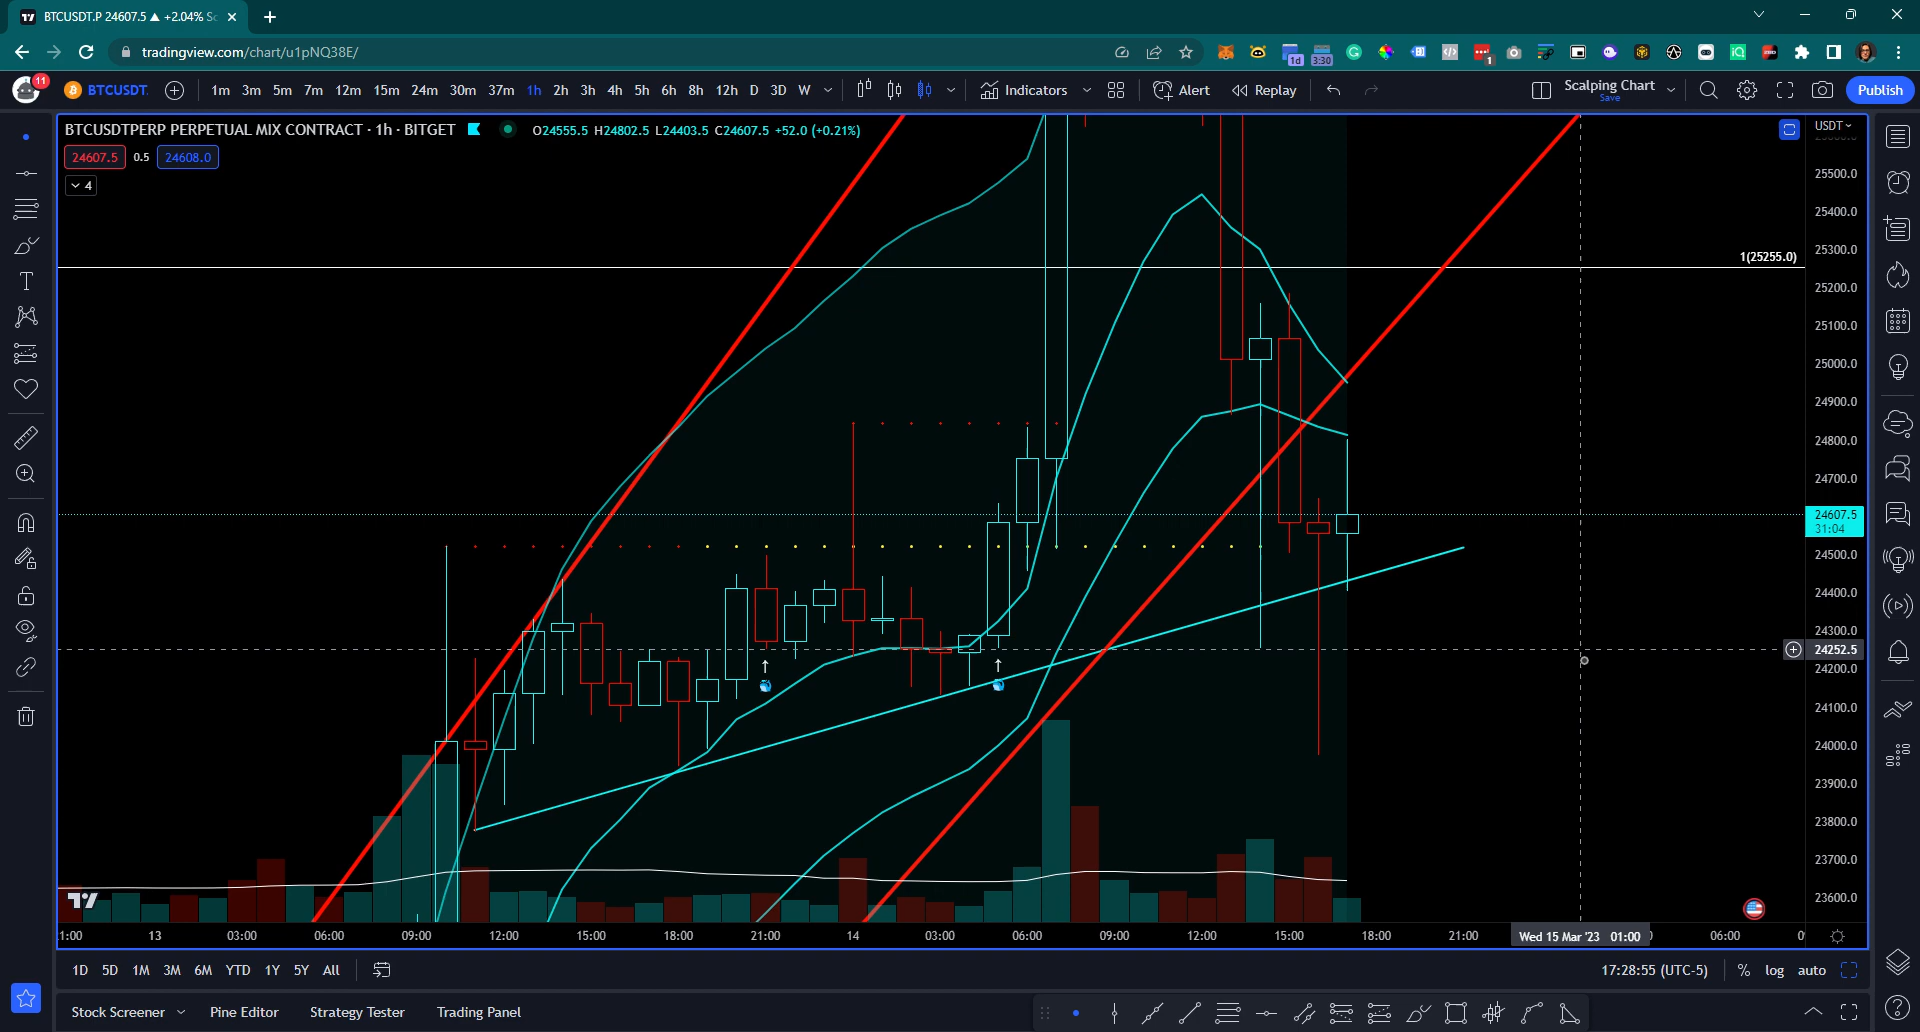 BTCUSDT.P 24607.5 ▲ +2.04% Sc
tradingview.com/chart/u1pNQ38E/
1d
3:30
1
11
BTCUSDT.
1m 3m 5m 7m 12m 15m 24m 30m 37m 1h 2h 3h 4h 5h 6h 8h 12h D 3D W
Indicators
Alert
Replay
Scalping Chart
Save
Publish
BTCUSDTPERP PERPETUAL MIX CONTRACT · 1h · BITGET
O24555.5 H24802.5 L24403.5 C24607.5 +52.0 (+0.21%)
USDT
24607.5 0.5 24608.0
4
25500.0
25400.0
25300.0
1(25255.0)
25200.0
25100.0
25000.0
24900.0
24800.0
24700.0
24607.5
31:04
24500.0
24400.0
24300.0
24252.5
24200.0
24100.0
24000.0
23900.0
23800.0
23700.0
23600.0
1:00 13 03:00 06:00 09:00 12:00 15:00 18:00 21:00 14 03:00 06:00 09:00 12:00 15:00 18:00 21:00 Wed 15 Mar '23 01:00 06:00
1D 5D 1M 3M 6M YTD 1Y 5Y All
17:28:55 (UTC-5) % log auto
Stock Screener Pine Editor Strategy Tester Trading Panel